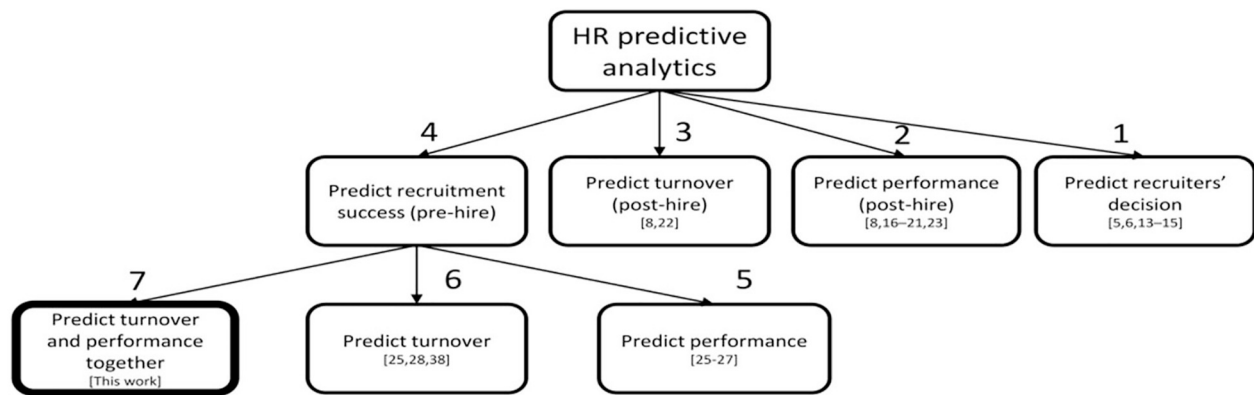 HR predictive
analytics
4
3
2
1
Predict recruitment
success (pre-hire)
Predict turnover
(post-hire)
[8,22]
Predict performance
(post-hire)
[8,16–21,23]
Predict recruiters’
decision
[5,6,13–15]
7
6
5
Predict turnover
and performance
together
[This work]
Predict turnover
[25,28,38]
Predict performance
[25-27]